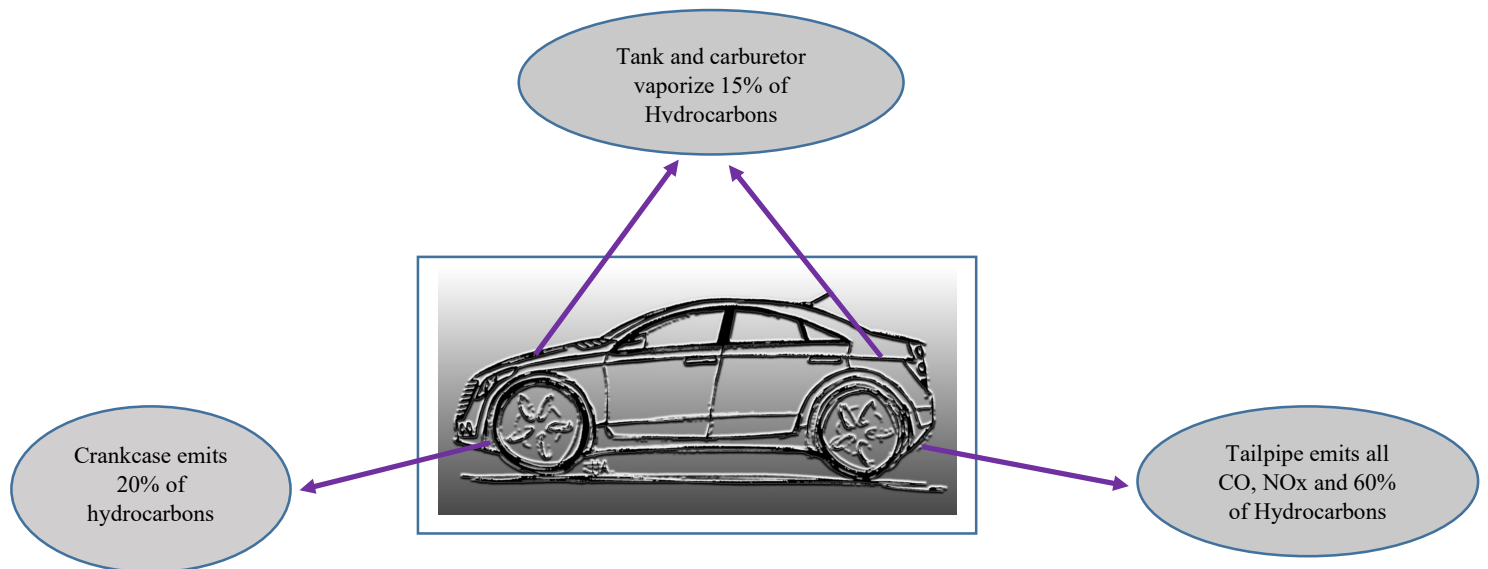 Tank and carburetor
vaporize 15% of
Hydrocarbons
Crankcase emits
20% of
hydrocarbons
Tailpipe emits all
CO, NOx and 60%
of Hydrocarbons